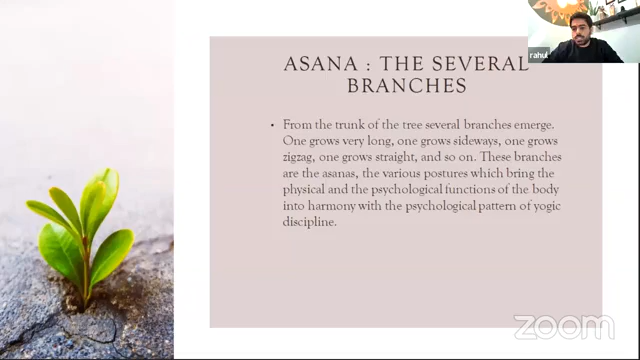 ASANA : THE SEVERAL
BRANCHES
rahul
• From the trunk of the tree several branches emerge.
One grows very long, one grows sideways, one grows
zigzag, one grows straight, and so on. These branches
are the asanas, the various postures which bring the
physical and the psychological functions of the body
into harmony with the psychological pattern of yogic
discipline.
zoom